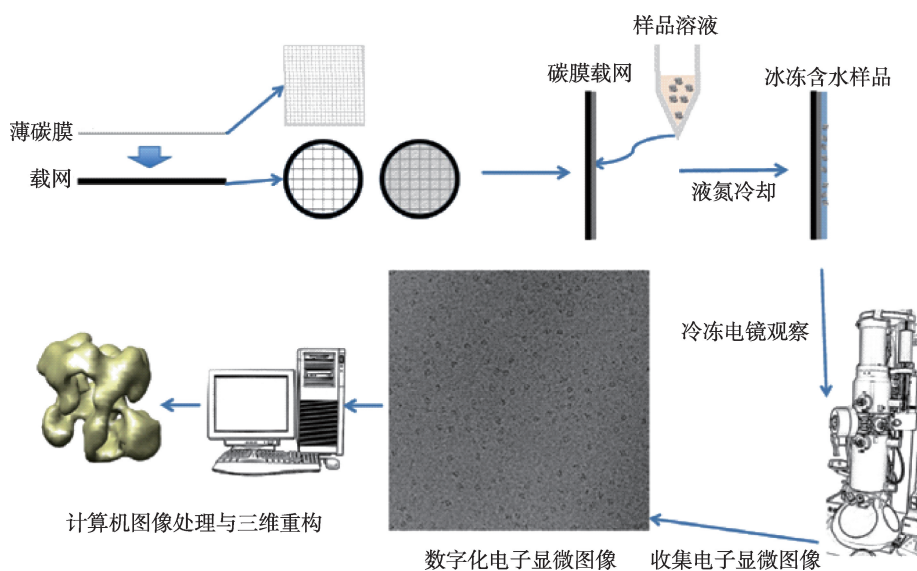 样品溶液
碳膜载网
冰冻含水样品
薄碳膜
载网
液氮冷却
冷冻电镜观察
计算机图像处理与三维重构
数字化电子显微图像
收集电子显微图像